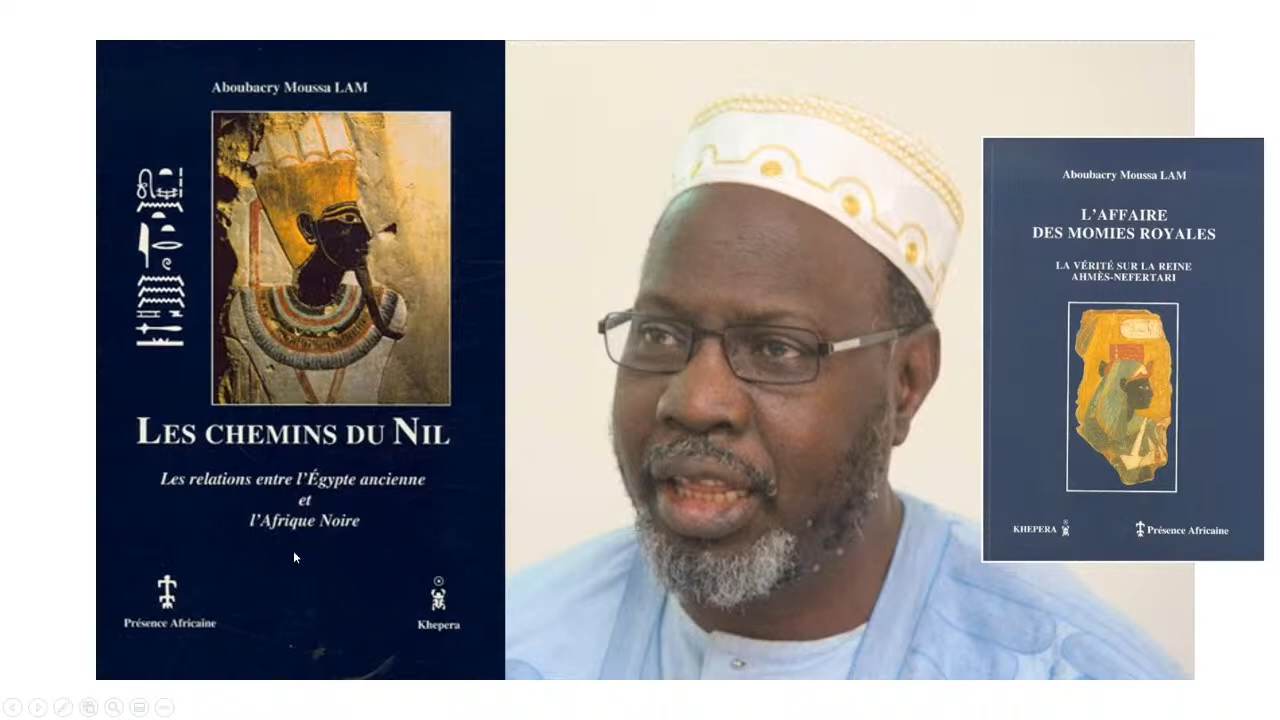 Aboubacry Moussa LAM
LES CHEMINS DU NIL
Les relations entre l'Égypte ancienne
et
l'Afrique Noire
Présence Africaine
Khepera
Aboubacry Moussa LAM
L'AFFAIRE
DES MOMIES ROYALES
LA VÉRITÉ SUR LA REINE
AHMÈS-NEFERTARI
KHEPERA
Présence Africaine